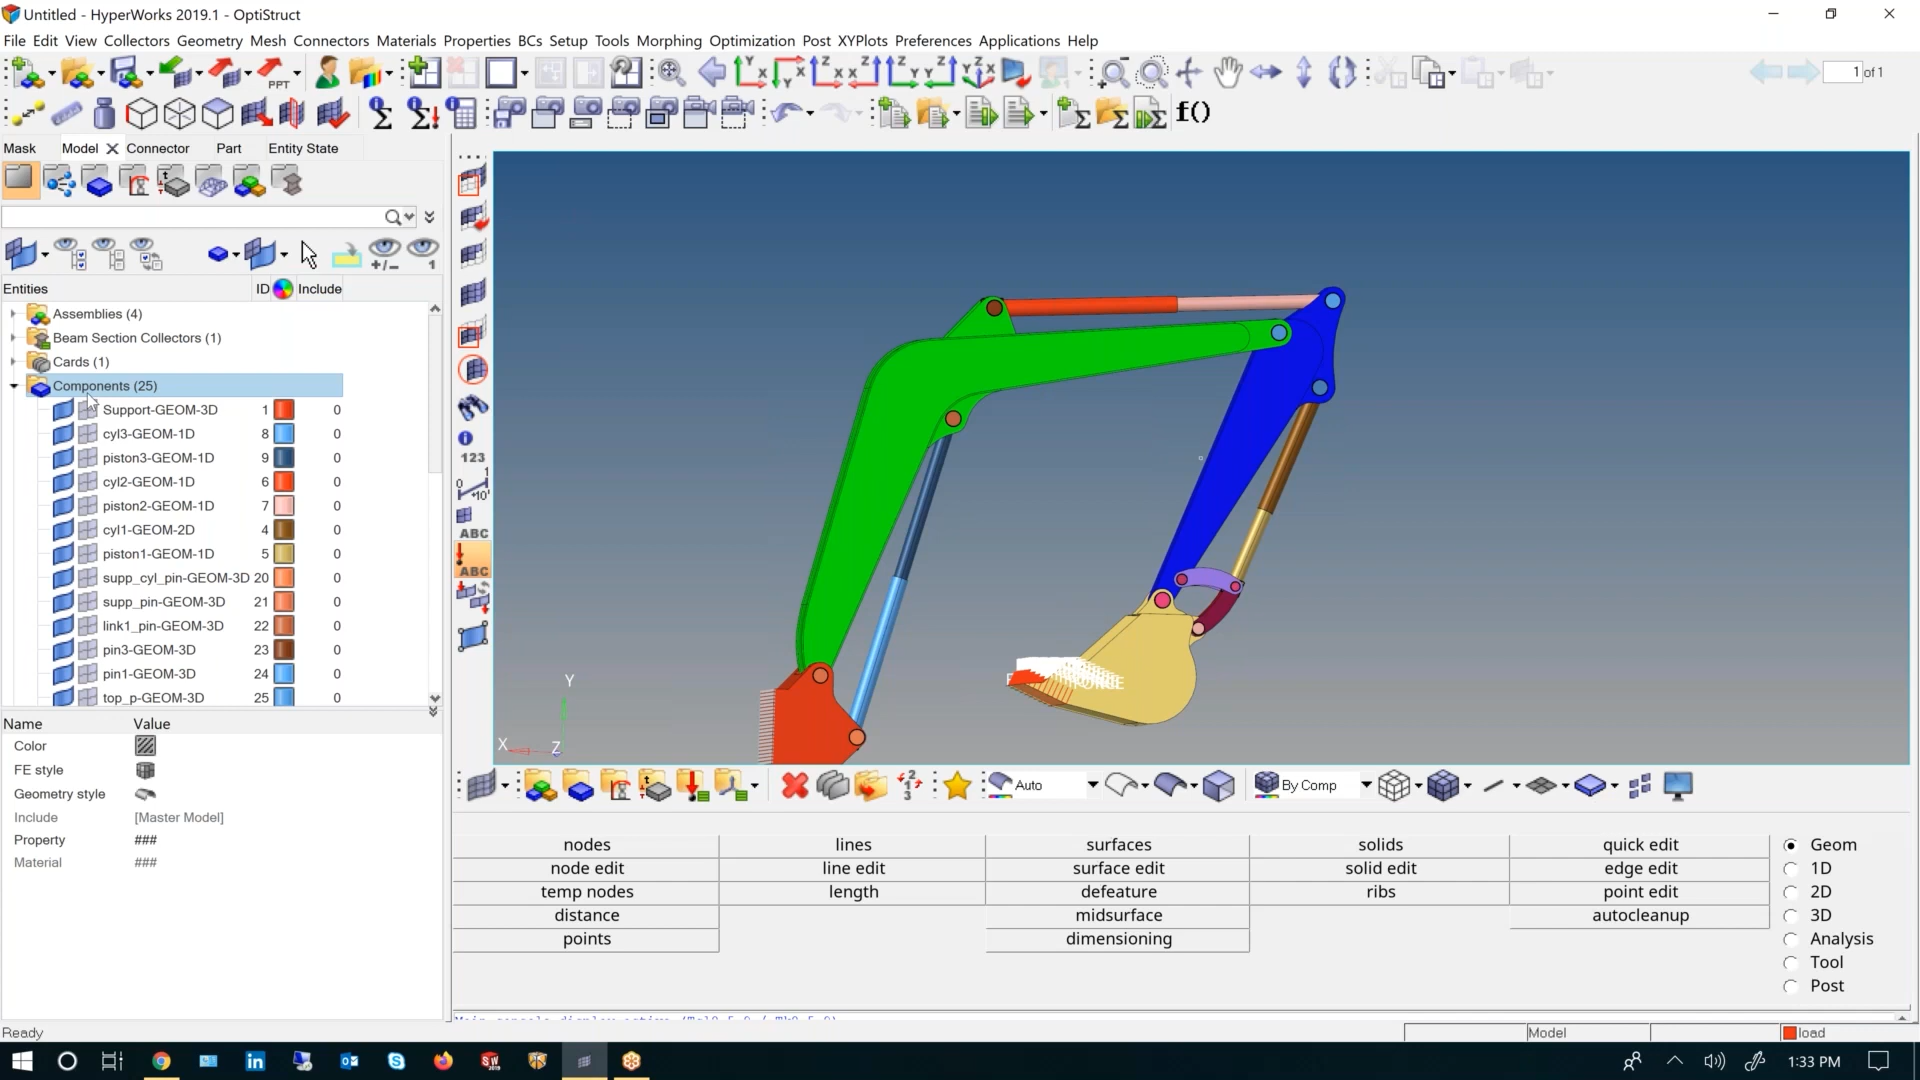 Untitled - HyperWorks 2019.1 - OptiStruct
File Edit View Collectors Geometry Mesh Connectors Materials Properties BCs Setup Tools Morphing Optimization Post XYPlots Preferences Applications Help
PPT
1 of 1
f()
Mask Model Connector Part Entity State
Entities ID Include
Assemblies (4)
Beam Section Collectors (1)
Cards (1)
Components (25)
Support-GEOM-3D 1 0
cyl3-GEOM-1D 8 0
piston3-GEOM-1D 9 0
cyl2-GEOM-1D 6 0
piston2-GEOM-1D 7 0
cyl1-GEOM-2D 4 0
piston1-GEOM-1D 5 0
supp_cyl_pin-GEOM-3D 20 0
supp_pin-GEOM-3D 21 0
link1_pin-GEOM-3D 22 0
pin3-GEOM-3D 23 0
pin1-GEOM-3D 24 0
top_p-GEOM-3D 25 0
Name Value
Color
FE style
Geometry style
Include [Master Model]
Property ###
Material ###
123
ABC
ABC
Y
X
Z
Auto
By Comp
nodes lines surfaces solids quick edit Geom
node edit line edit surface edit solid edit edge edit 1D
temp nodes length defeature ribs point edit 2D
distance midsurface autocleanup 3D
points dimensioning Analysis
Tool
Post
Ready Model load
1:33 PM